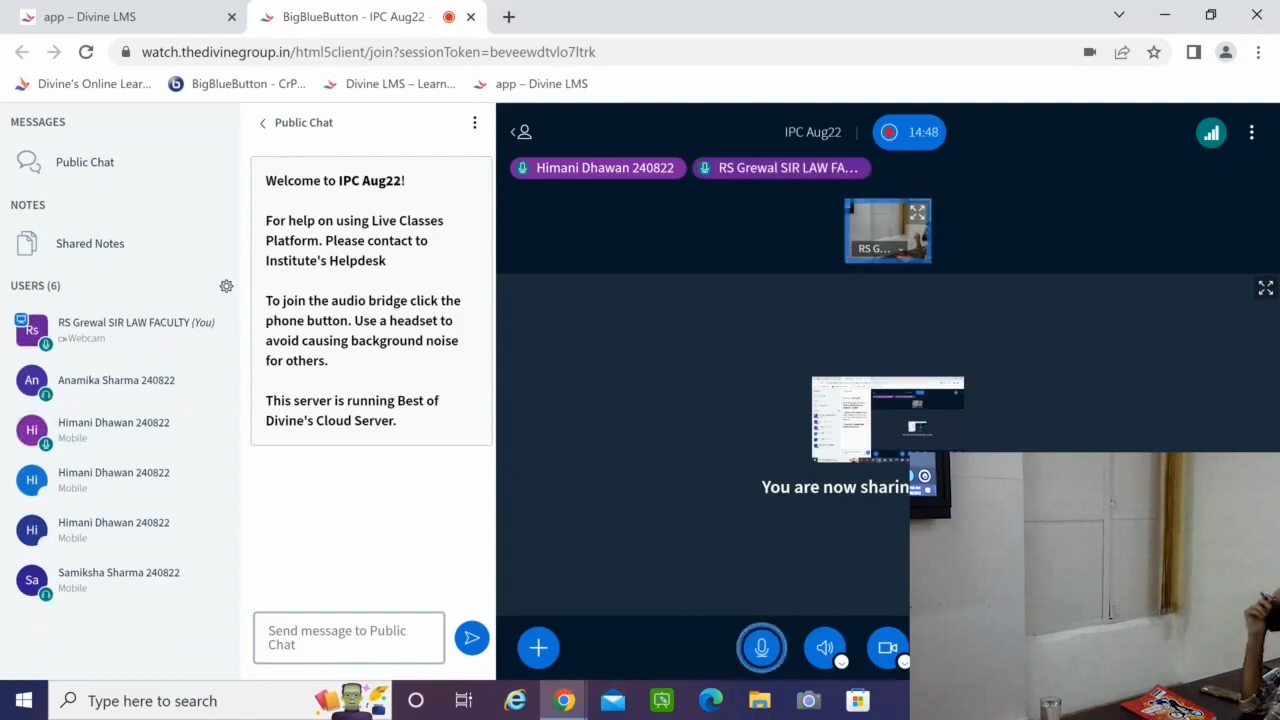 app – Divine LMS
BigBlueButton - IPC Aug22 -
watch.thedivinegroup.in/html5client/join?sessionToken=beveewdtvlo7ltrk
Divine's Online Lear...
BigBlueButton - CrP...
Divine LMS – Learn...
app – Divine LMS
MESSAGES
Public Chat
NOTES
Shared Notes
USERS (6)
Rs
RS Grewal SIR LAW FACULTY (You)
Webcam
An
Anamika Sharma 240822
Hi
Himani Dhawan 240822
Mobile
Hi
Himani Dhawan 240822
Mobile
Hi
Himani Dhawan 240822
Mobile
Sa
Samiksha Sharma 240822
Mobile
Public Chat
Welcome to IPC Aug22!
For help on using Live Classes
Platform. Please contact to
Institute's Helpdesk
To join the audio bridge click the
phone button. Use a headset to
avoid causing background noise
for others.
This server is running Best of
Divine's Cloud Server.
Send message to Public
Chat
IPC Aug22
14:48
Himani Dhawan 240822
RS Grewal SIR LAW FA...
RS G...
You are now sharin
Type here to search